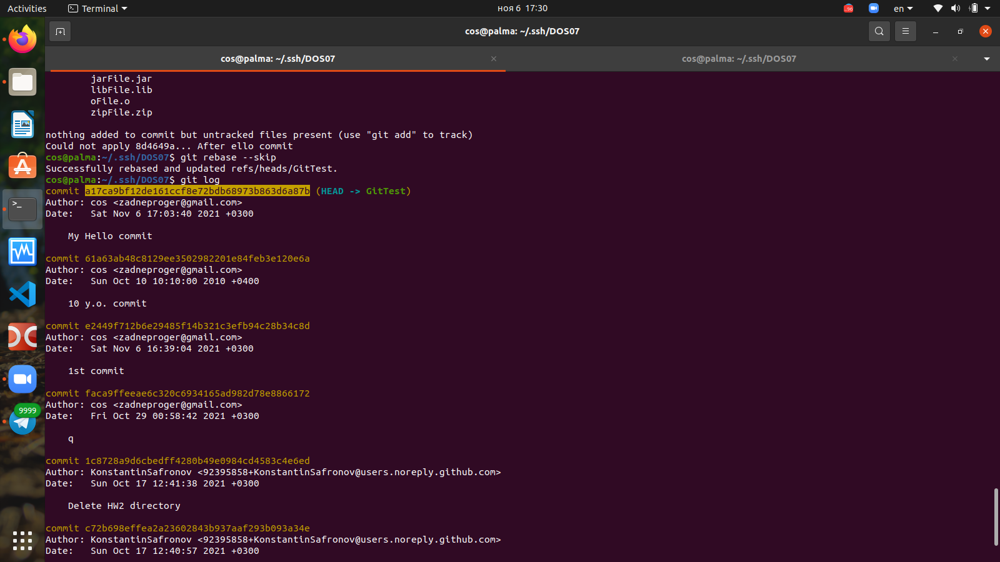 Activities
Terminal
ноя 6 17:30
en
cos@palma: ~/.ssh/DOS07
cos@palma: ~/.ssh/DOS07
cos@palma: ~/.ssh/DOS07
jarFile.jar
libFile.lib
oFile.o
zipFile.zip
nothing added to commit but untracked files present (use "git add" to track)
Could not apply 8d4649a... After ello commit
cos@palma:~/.ssh/DOS07$ git rebase --skip
Successfully rebased and updated refs/heads/GitTest.
cos@palma:~/.ssh/DOS07$ git log
commit a17ca9bf12de161ccf8e72bdb68973b863d6a87b (HEAD -> GitTest)
Author: cos <zadneproger@gmail.com>
Date:   Sat Nov 6 17:03:40 2021 +0300
My Hello commit
commit 61a63ab48c8129ee3502982201e84feb3e120e6a
Author: cos <zadneproger@gmail.com>
Date:   Sun Oct 10 10:10:00 2010 +0400
10 y.o. commit
commit e2449f712b6e29485f14b321c3efb94c28b34c8d
Author: cos <zadneproger@gmail.com>
Date:   Sat Nov 6 16:39:04 2021 +0300
1st commit
commit faca9ffeeae6c320c6934165ad982d78e8866172
Author: cos <zadneproger@gmail.com>
Date:   Fri Oct 29 00:58:42 2021 +0300
q
commit 1c8728a9d6cbedff4280b49e0984cd4583c4e6ed
Author: KonstantinSafronov <92395858+KonstantinSafronov@users.noreply.github.com>
Date:   Sun Oct 17 12:41:38 2021 +0300
Delete HW2 directory
commit c72b698effea2a23602843b937aaf293b093a34e
Author: KonstantinSafronov <92395858+KonstantinSafronov@users.noreply.github.com>
Date:   Sun Oct 17 12:40:57 2021 +0300
9999